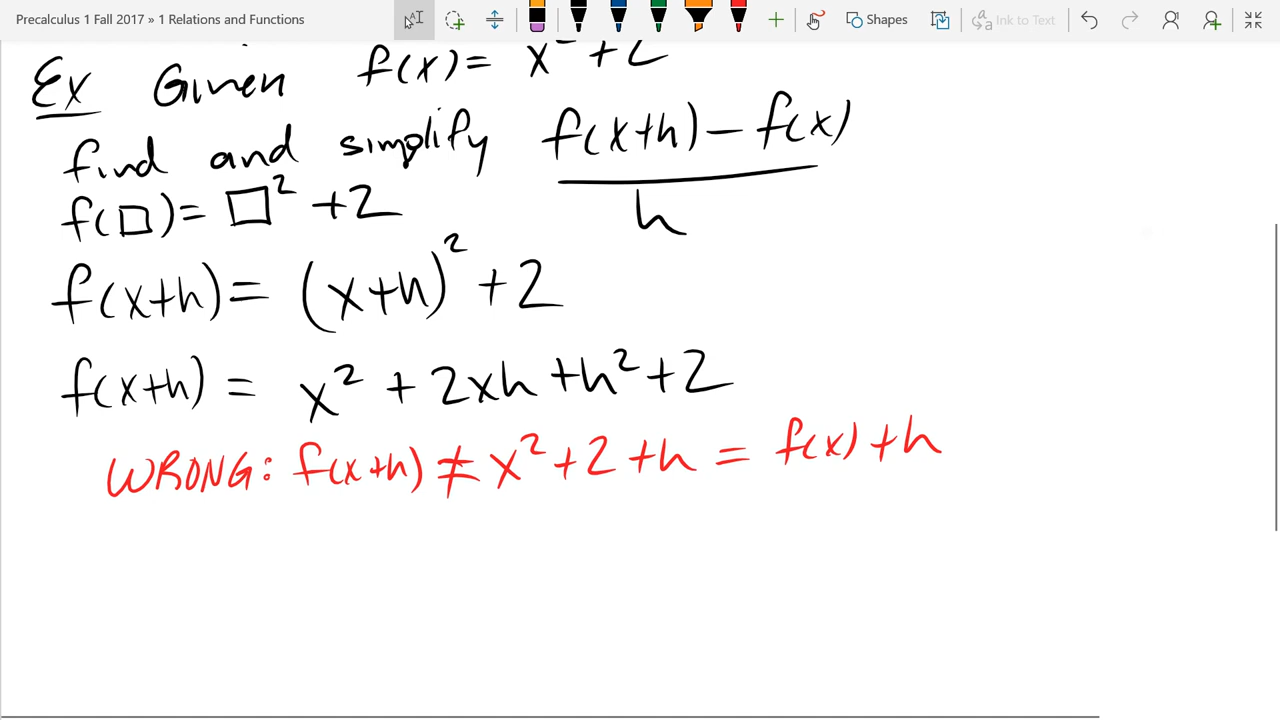 Precalculus 1 Fall 2017 » 1 Relations and Functions
Shapes
Ink to Text
Ex Given f(x) = x² + 2
find and simplify f(x+h) – f(x)
h
f(□) = □² + 2
f(x+h) = (x+h)² + 2
f(x+h) = x² + 2xh + h² + 2
WRONG: f(x+h) ≠ x² + 2 + h = f(x) + h